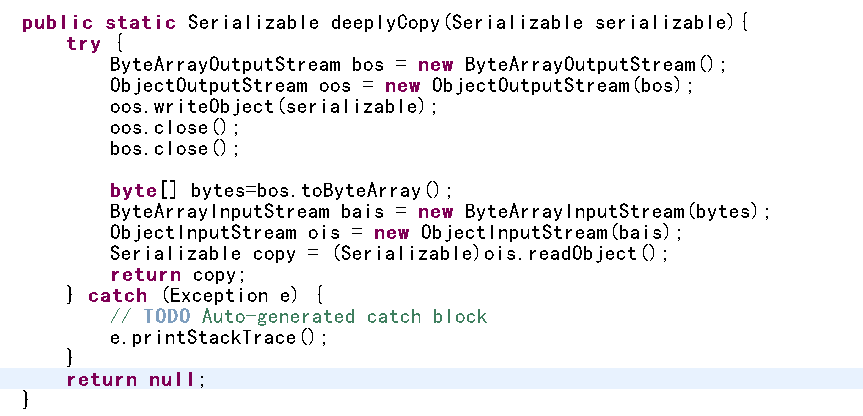 public static Serializable deeplyCopy(Serializable serializable){
try {
ByteArrayOutputStream bos = new ByteArrayOutputStream();
ObjectOutputStream oos = new ObjectOutputStream(bos);
oos.writeObject(serializable);
oos.close();
bos.close();
byte[] bytes=bos.toByteArray();
ByteArrayInputStream bais = new ByteArrayInputStream(bytes);
ObjectInputStream ois = new ObjectInputStream(bais);
Serializable copy = (Serializable)ois.readObject();
return copy;
} catch (Exception e) {
// TODO Auto-generated catch block
e.printStackTrace();
}
return null;
}